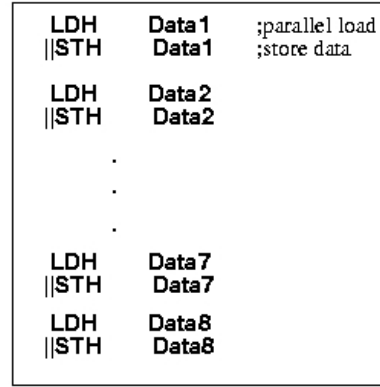 LDH Data1 ;parallel load
||STH Data1 ;store data
LDH Data2
||STH Data2
.
.
.
LDH Data7
||STH Data7
LDH Data8
||STH Data8